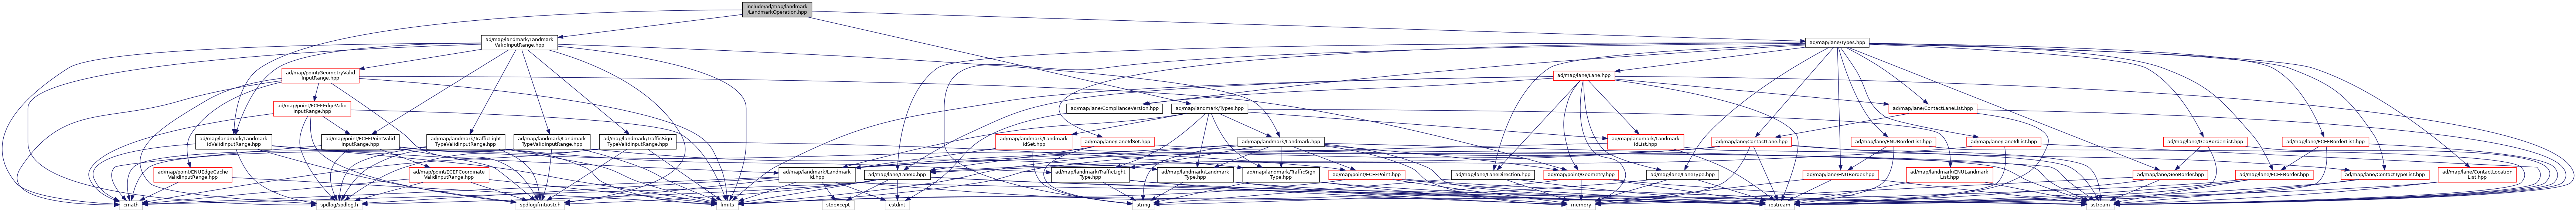 include/ad/map/landmark
/LandmarkOperation.hpp
ad/map/landmark/Landmark
ValidInputRange.hpp
ad/map/lane/Types.hpp
ad/map/point/GeometryValid
InputRange.hpp
ad/map/lane/Lane.hpp
ad/map/point/ECEFEdgeValid
InputRange.hpp
ad/map/lane/ComplianceVersion.hpp
ad/map/landmark/Types.hpp
ad/map/lane/ContactLaneList.hpp
ad/map/landmark/Landmark
IdValidInputRange.hpp
ad/map/point/ECEFPointValid
InputRange.hpp
ad/map/landmark/TrafficLight
TypeValidInputRange.hpp
ad/map/landmark/Landmark
TypeValidInputRange.hpp
ad/map/landmark/TrafficSign
TypeValidInputRange.hpp
ad/map/landmark/Landmark
IdSet.hpp
ad/map/lane/LaneIdSet.hpp
ad/map/landmark/Landmark.hpp
ad/map/landmark/Landmark
IdList.hpp
ad/map/lane/ContactLane.hpp
ad/map/lane/ENUBorderList.hpp
ad/map/lane/LaneIdList.hpp
ad/map/lane/GeoBorderList.hpp
ad/map/lane/ECEFBorderList.hpp
ad/map/point/ENUEdgeCache
ValidInputRange.hpp
ad/map/point/ECEFCoordinate
ValidInputRange.hpp
ad/map/landmark/Landmark
Id.hpp
ad/map/lane/LaneId.hpp
ad/map/landmark/TrafficLight
Type.hpp
ad/map/landmark/Landmark
Type.hpp
ad/map/landmark/TrafficSign
Type.hpp
ad/map/point/ECEFPoint.hpp
ad/map/lane/LaneDirection.hpp
ad/map/point/Geometry.hpp
ad/map/lane/LaneType.hpp
ad/map/lane/ENUBorder.hpp
ad/map/landmark/ENULandmark
List.hpp
ad/map/lane/GeoBorder.hpp
ad/map/lane/ECEFBorder.hpp
ad/map/lane/ContactTypeList.hpp
ad/map/lane/ContactLocation
List.hpp
cmath
spdlog/spdlog.h
spdlog/fmt/ostr.h
limits
stdexcept
cstdint
string
memory
iostream
sstream